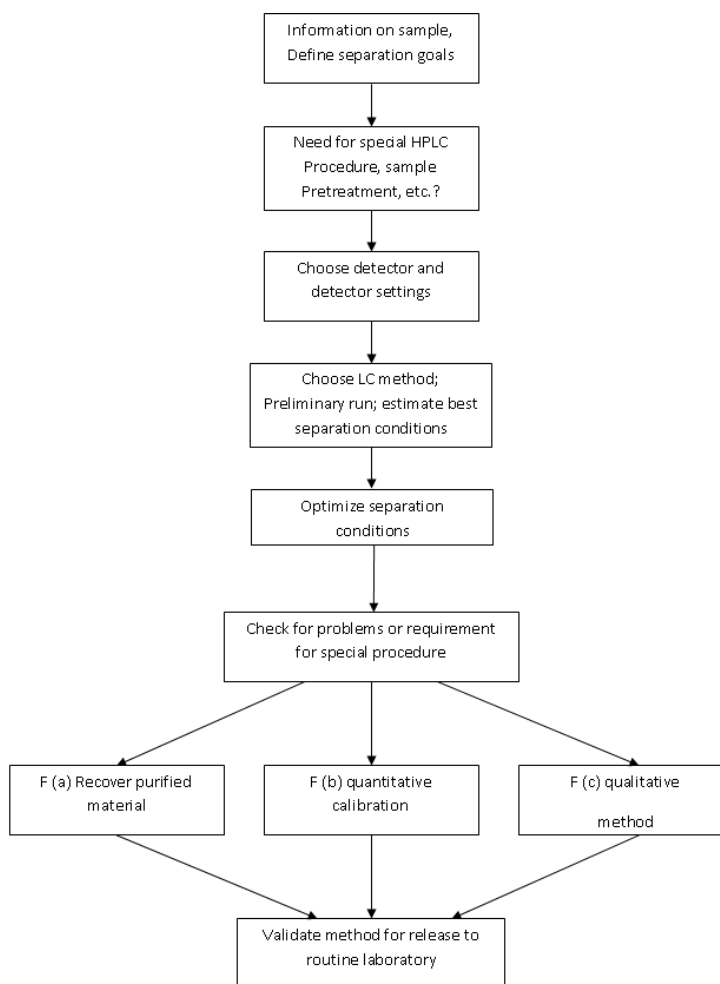 Information on sample,
Define separation goals
Need for special HPLC
Procedure, sample
Pretreatment, etc.?
Choose detector and
detector settings
Choose LC method;
Preliminary run; estimate best
separation conditions
Optimize separation
conditions
Check for problems or requirement
for special procedure
F (a) Recover purified
material
F (b) quantitative
calibration
F (c) qualitative
method
Validate method for release to
routine laboratory